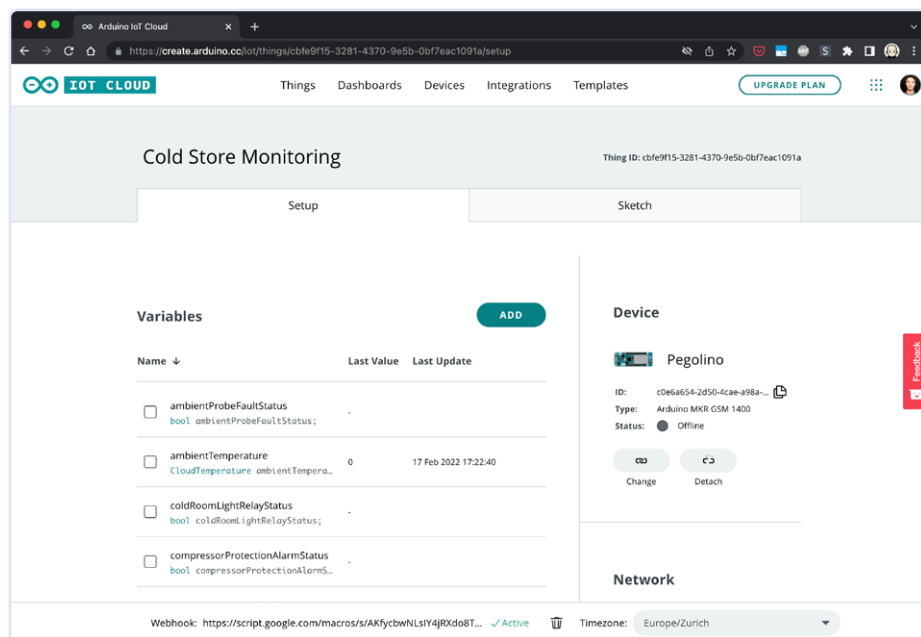 Arduino IoT Cloud
https://create.arduino.cc/iot/things/cbfe9f15-3281-4370-9e5b-0bf7eac1091a/setup
IOT CLOUD
Things Dashboards Devices Integrations Templates
UPGRADE PLAN
Cold Store Monitoring
Thing ID: cbfe9f15-3281-4370-9e5b-0bf7eac1091a
Setup
Sketch
Variables
ADD
Name Last Value Last Update
ambientProbeFaultStatus -
bool ambientProbeFaultStatus;
ambientTemperature 0 17 Feb 2022 17:22:40
CloudTemperature ambientTempera...
coldRoomLightRelayStatus -
bool coldRoomLightRelayStatus;
compressorProtectionAlarmStatus -
bool compressorProtectionAlarmS...
Device
Pegolino
ID: c0e6a654-2d50-4cae-a98a-...
Type: Arduino MKR GSM 1400
Status: Offline
Change Detach
Network
Feedback
Webhook: https://script.google.com/macros/s/AKfycbwNLsIY4jRXdo8T... Active Timezone: Europe/Zurich